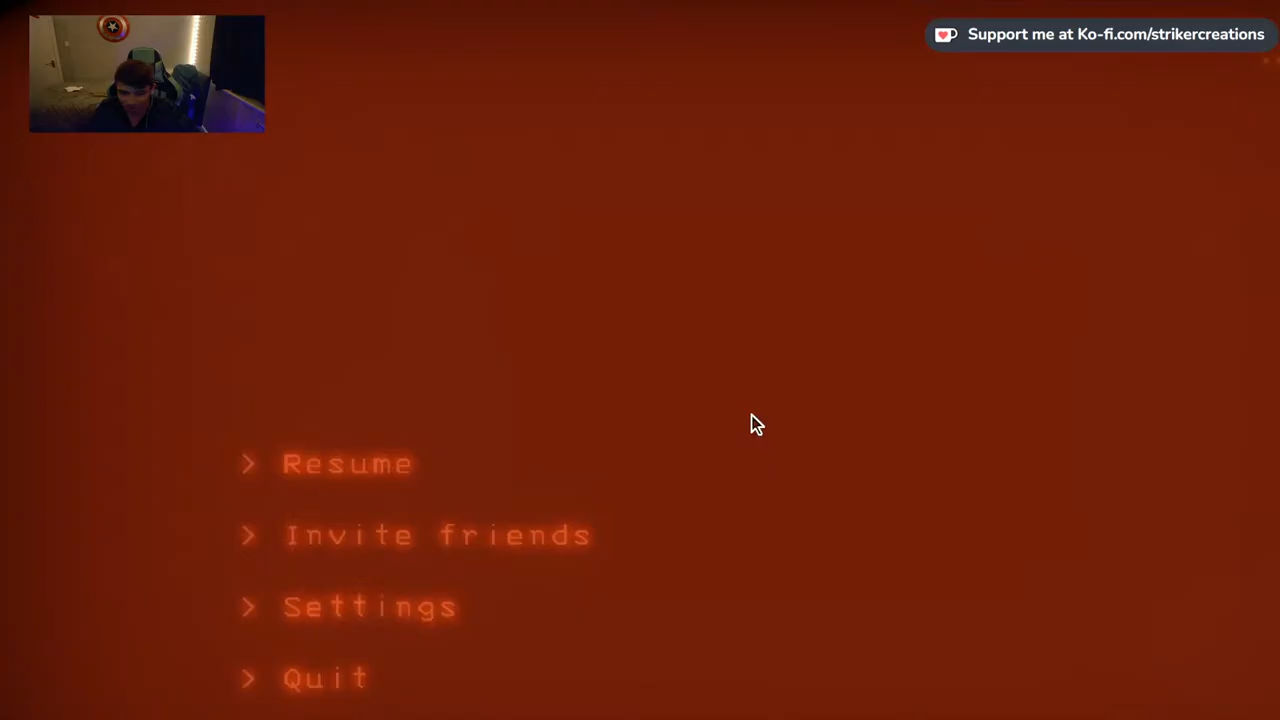 Support me at Ko-fi.com/strikercreations
> Resume
> Invite friends
> Settings
> Quit